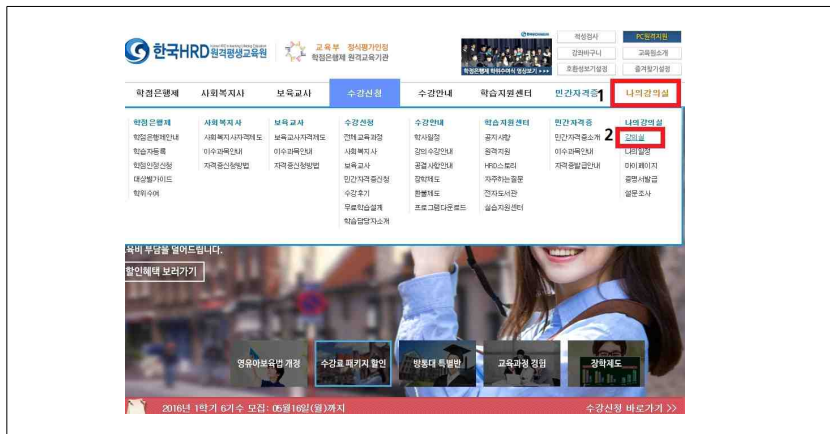 한국HRD 원격평생교육원
교육부 정식평가인정
학점은행제 원격교육기관
학점은행제 학위수여식 영상보기 ▸▸▸
적성검사
PC원격지원
강좌바구니
교육원소개
호환성보기설정
즐겨찾기설정
학점은행제 사회복지사 보육교사 수강신청 수강안내 학습지원센터 민간자격증 1 나의강의실
학점은행제 사회복지사 보육교사 수강신청 수강안내 학습지원센터 민간자격증 나의강의실
학점은행제안내 사회복지사자격제도 보육교사자격제도 전체교육과정 학사일정 공지사항 민간자격증소개 2 강의실
학습자등록 이수과목안내 이수과목안내 사회복지사 강의수강안내 원격지원 이수과목안내 나의일정
학점인정신청 자격증신청방법 자격증신청방법 보육교사 공결사항안내 HRD스토리 자격증발급안내 마이페이지
대상별가이드 민간자격증신청 장학제도 자주하는질문 증명서발급
학위수여 수강후기 환불제도 전자도서관 설문조사
무료학습설계 프로그램다운로드 실습지원센터
학습담당자소개
육비 부담을 덜어드립니다.
할인혜택 보러가기
영유아보육법 개정
수강료 패키지 할인
방통대 특별반
교육과정 경험
장학제도
2016년 1학기 6기수 모집: 05월16일(월)까지
수강신청 바로가기 >>